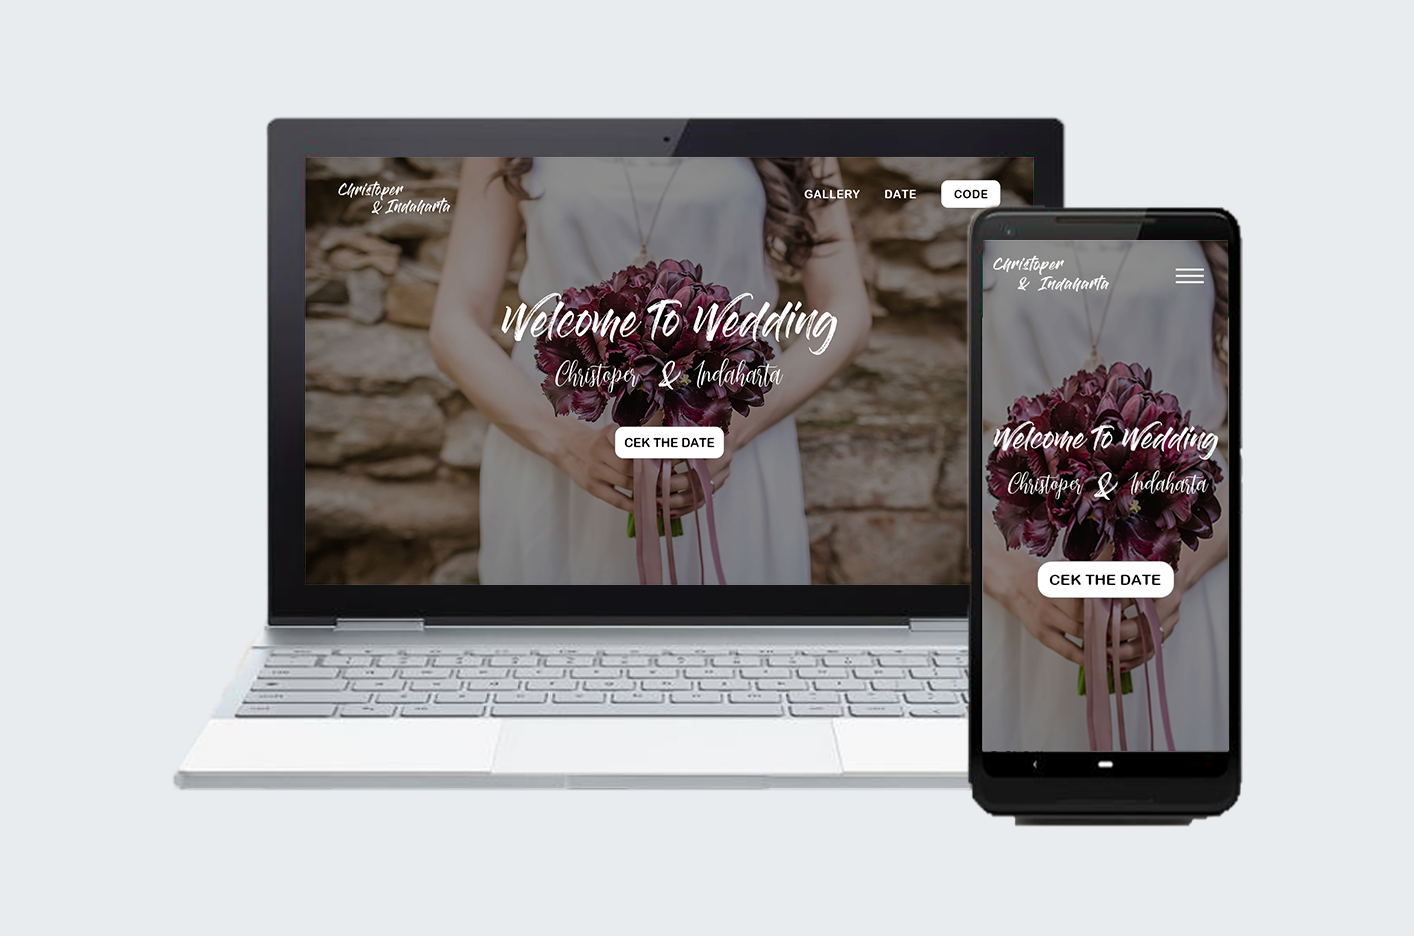 Christoper
& Indaharta
GALLERY DATE CODE
Welcome To Wedding
Christoper & Indaharta
CEK THE DATE
Christoper
& Indaharta
Welcome To Wedding
Christoper & Indaharta
CEK THE DATE